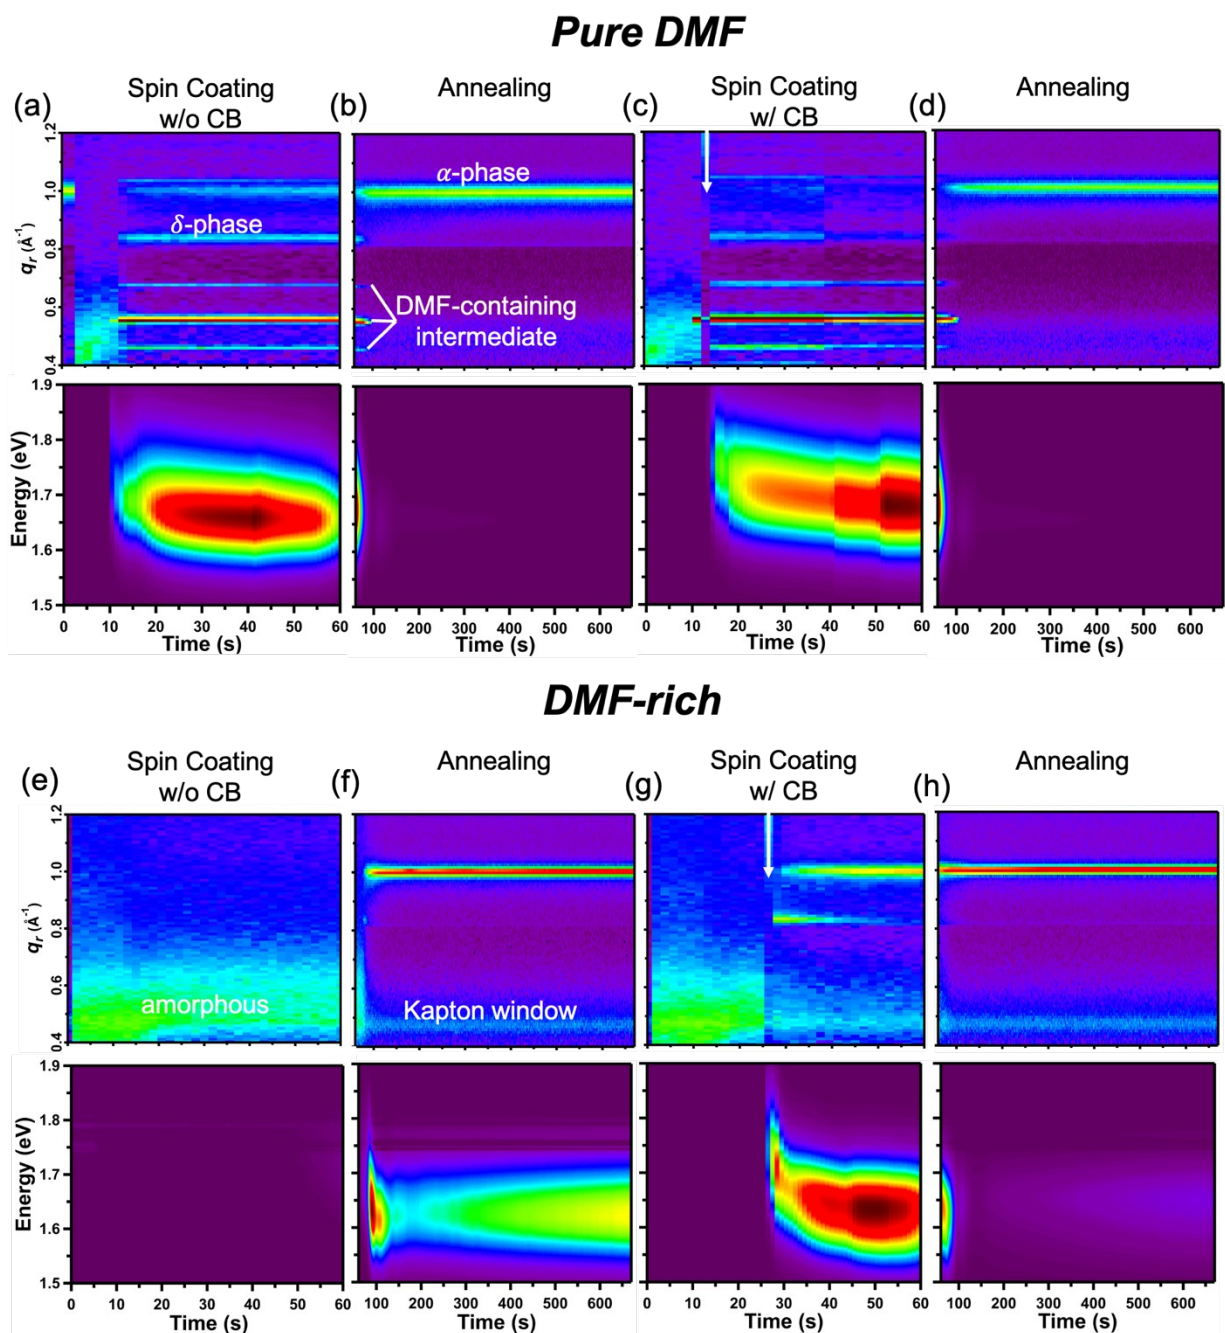 Pure DMF
(a) Spin Coating (b) Annealing (c) Spin Coating (d) Annealing
w/o CB w/ CB
1.2
1.0
0.8
0.6
0.4
qr (Å-1)
α-phase
δ-phase
DMF-containing
intermediate
1.9
1.8
1.7
1.6
1.5
Energy (eV)
0 10 20 30 40 50 60 100 200 300 400 500 600 0 10 20 30 40 50 60 100 200 300 400 500 600
Time (s) Time (s) Time (s) Time (s)
DMF-rich
(e) Spin Coating (f) Annealing (g) Spin Coating (h) Annealing
w/o CB w/ CB
1.2
1.0
0.8
0.6
0.4
qr (Å-1)
amorphous Kapton window
1.9
1.8
1.7
1.6
1.5
Energy (eV)
0 10 20 30 40 50 60 100 200 300 400 500 600 0 10 20 30 40 50 60 100 200 300 400 500 600
Time (s) Time (s) Time (s) Time (s)